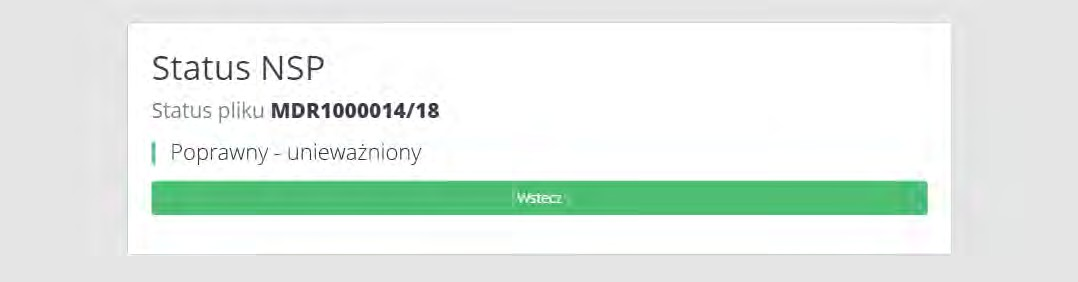 Status NSP
Status pliku MDR1000014/18
Poprawny - unieważniony
Wstecz